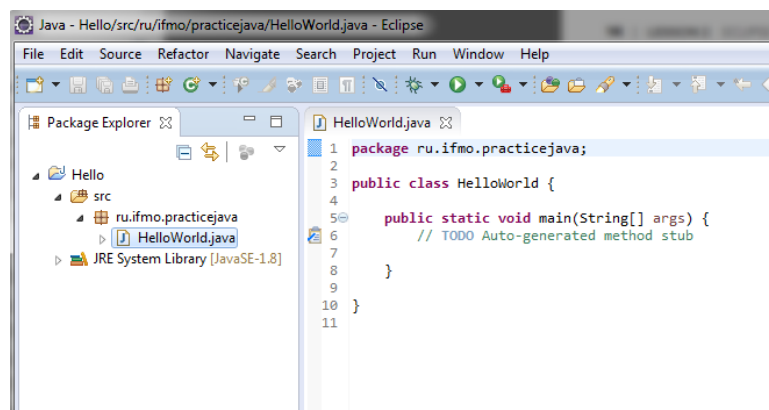 Java - Hello/src/ru/ifmo/practicejava/HelloWorld.java - Eclipse
File Edit Source Refactor Navigate Search Project Run Window Help
Package Explorer
Hello
src
ru.ifmo.practicejava
HelloWorld.java
JRE System Library [JavaSE-1.8]
HelloWorld.java
1 package ru.ifmo.practicejava;
2
3 public class HelloWorld {
4
5 public static void main(String[] args) {
6 // TODO Auto-generated method stub
7
8 }
9
10 }
11